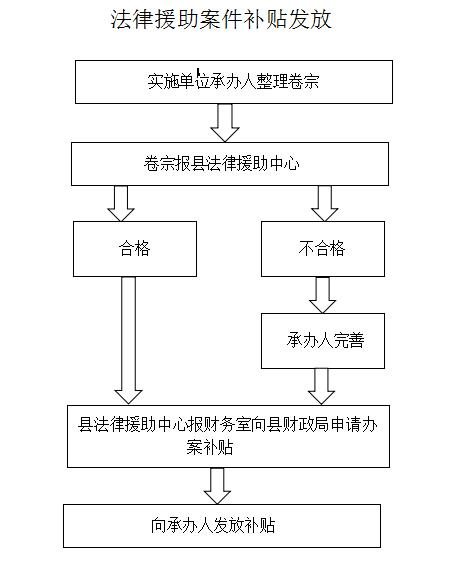 法律援助案件补贴发放
实施单位承办人整理卷宗
卷宗报县法律援助中心
合格
不合格
承办人完善
县法律援助中心报财务室向县财政局申请办
案补贴
向承办人发放补贴